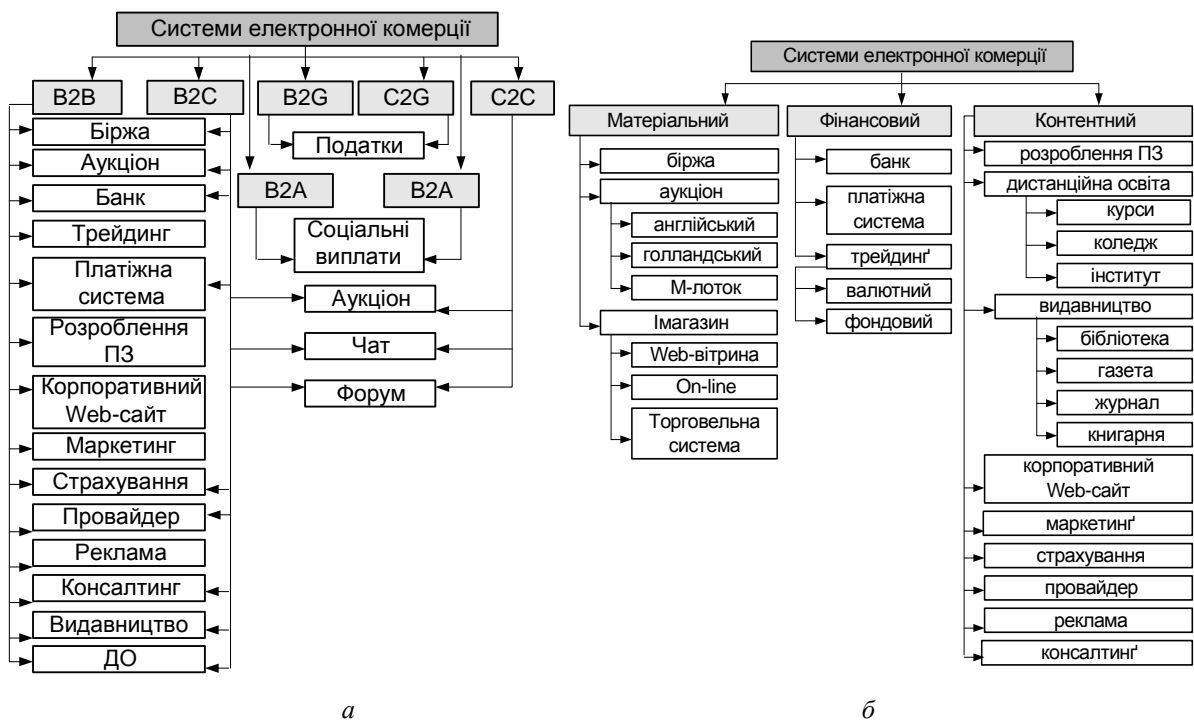 Системи електронної комерції
B2B
B2C
B2G
C2G
C2C
Біржа
Аукціон
Банк
Трейдинг
Платіжна
система
Розроблення
ПЗ
Корпоративний
Web-сайт
Маркетинг
Страхування
Провайдер
Реклама
Консалтинг
Видавництво
ДО
Податки
B2A
B2A
Соціальні
виплати
Аукціон
Чат
Форум
а
Системи електронної комерції
Матеріальний
Фінансовий
Контентний
біржа
аукціон
англійський
голландський
М-лоток
Імагазин
Web-вітрина
On-line
Торговельна
система
банк
платіжна
система
трейдинґ
валютний
фондовий
розроблення ПЗ
дистанційна освіта
курси
коледж
інститут
видавництво
бібліотека
газета
журнал
книгарня
корпоративний
Web-сайт
маркетинґ
страхування
провайдер
реклама
консалтинґ
б